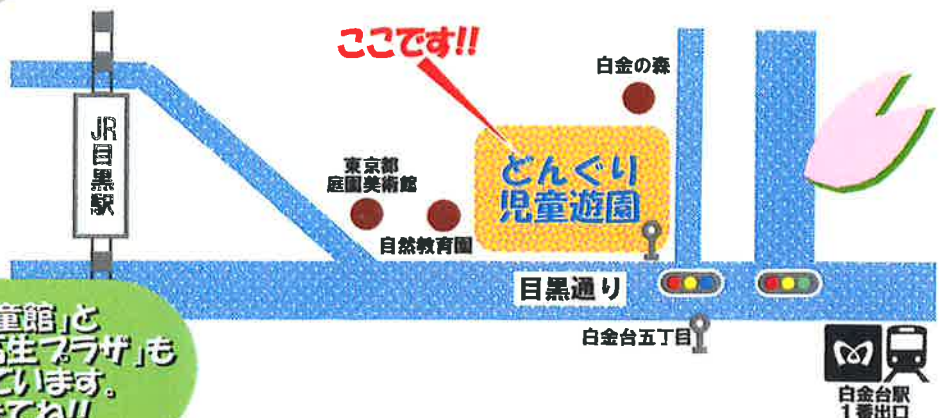 ここです!!
白金の森
JR目黒駅
東京都
庭園美術館
自然教育園
どんぐり
児童遊園
目黒通り
白金台五丁目
白金台駅
1番出口
童館」と
生プラザ」も
ています。
てね!!